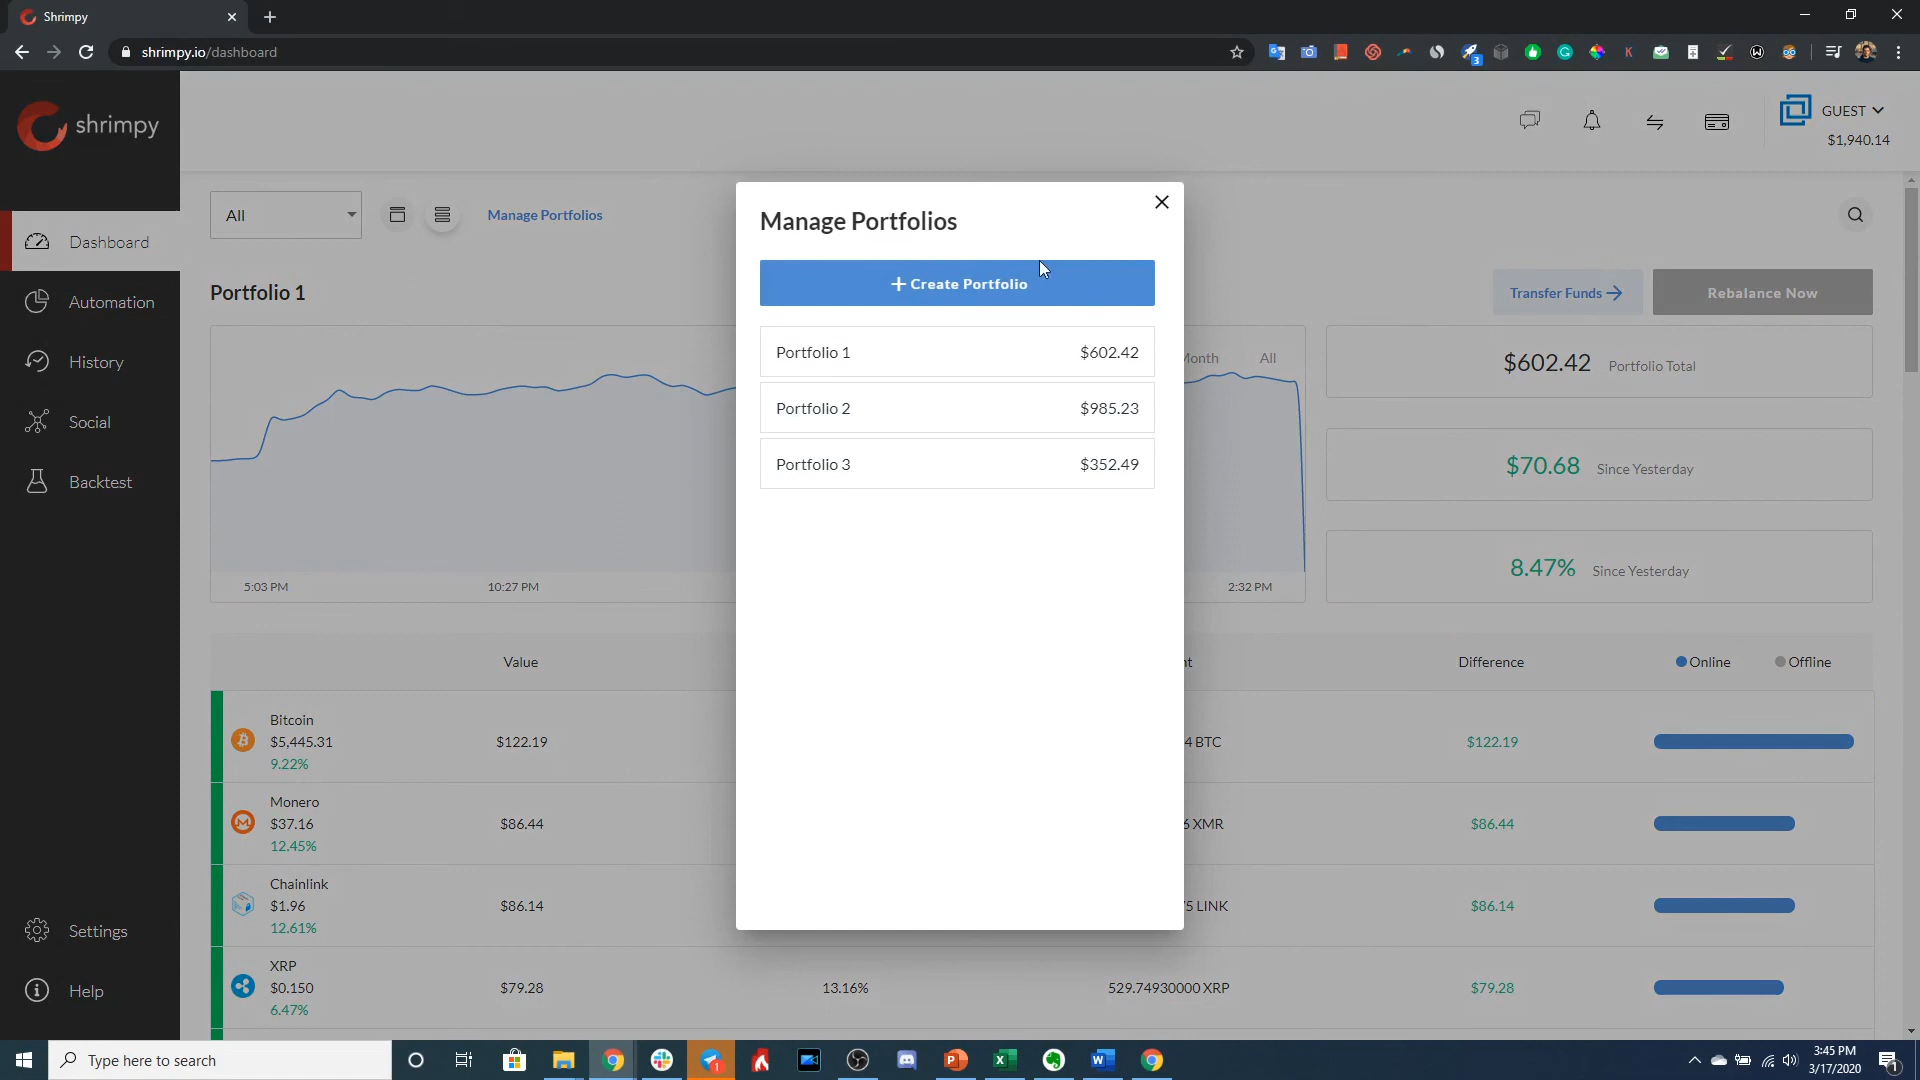 Shrimpy
shrimpy.io/dashboard
3
K
shrimpy
GUEST
$1,940.14
All
Manage Portfolios
Manage Portfolios
Create Portfolio
Portfolio 1 $602.42
Portfolio 2 $985.23
Portfolio 3 $352.49
Dashboard
Automation
History
Social
Backtest
Settings
Help
Portfolio 1
Transfer Funds
Rebalance Now
All
$602.42 Portfolio Total
$70.68 Since Yesterday
8.47% Since Yesterday
5:03 PM 10:27 PM 2:32 PM
Value Difference Online Offline
Bitcoin
$5,445.31 $122.19 4 BTC $122.19
9.22%
Monero
$37.16 $86.44 XMR $86.44
12.45%
Chainlink
$1.96 $86.14 LINK $86.14
12.61%
XRP
$0.150 $79.28 13.16% 529.74930000 XRP $79.28
6.47%
Type here to search
1
3:45 PM
3/17/2020
1